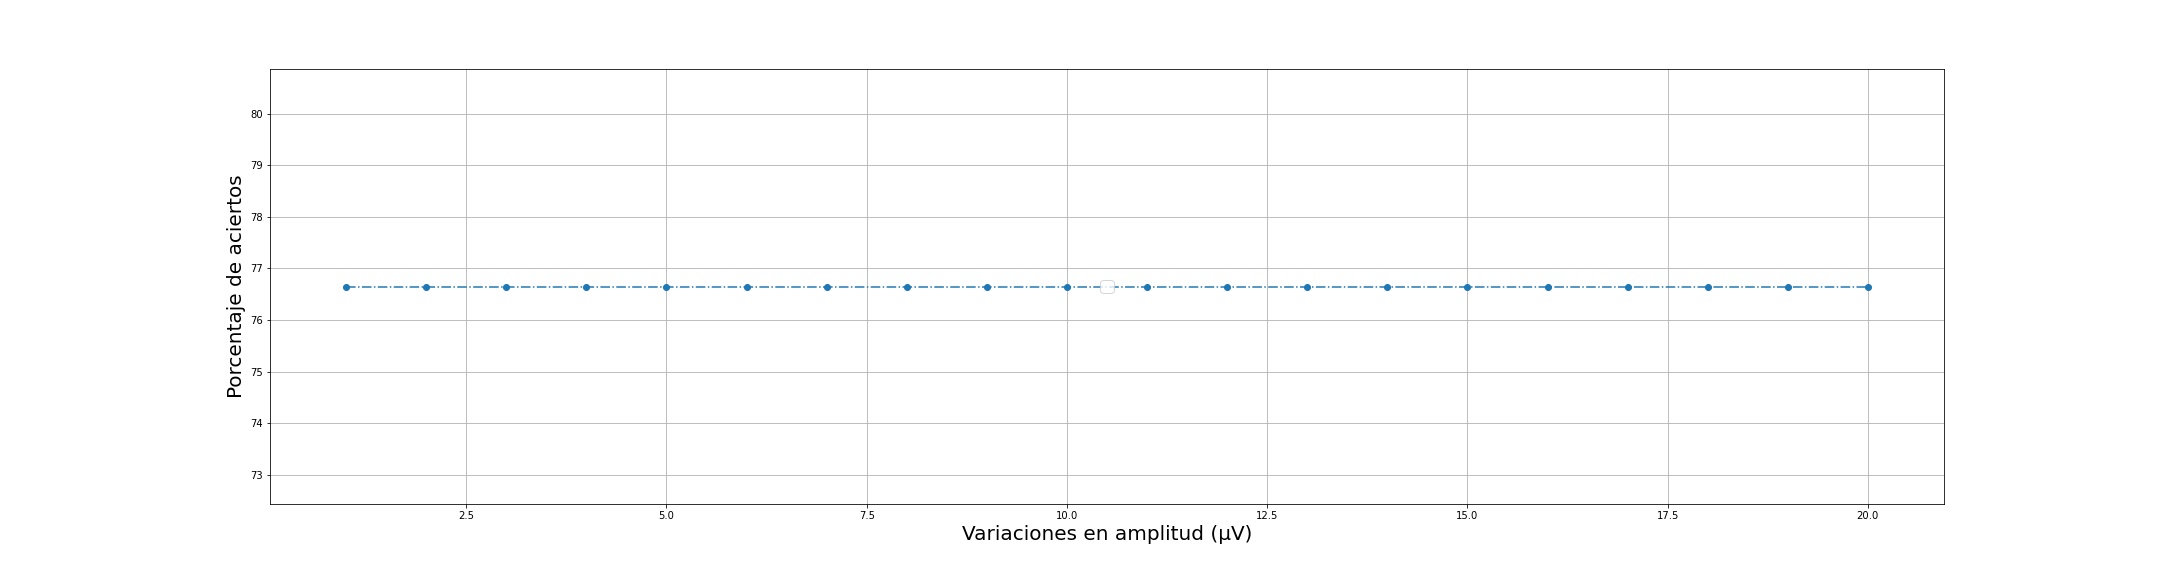 80
79
78
77
76
75
74
73
Porcentaje de aciertos
2.5 5.0 7.5 10.0 12.5 15.0 17.5 20.0
Variaciones en amplitud (μV)